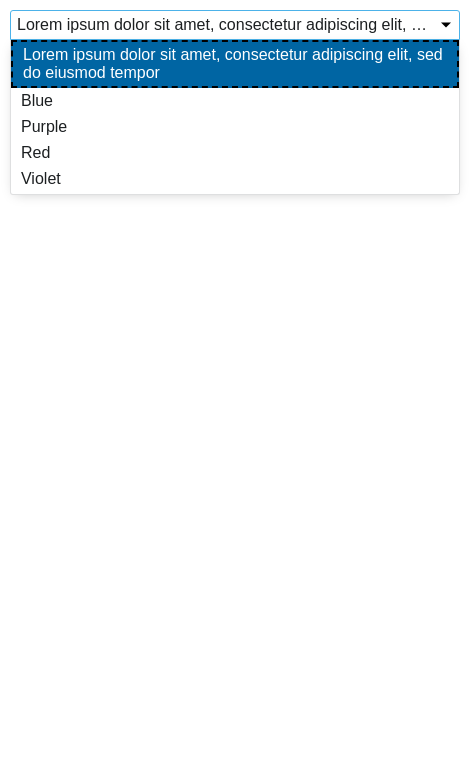 Lorem ipsum dolor sit amet, consectetur adipiscing elit, …
Lorem ipsum dolor sit amet, consectetur adipiscing elit, sed
do eiusmod tempor
Blue
Purple
Red
Violet